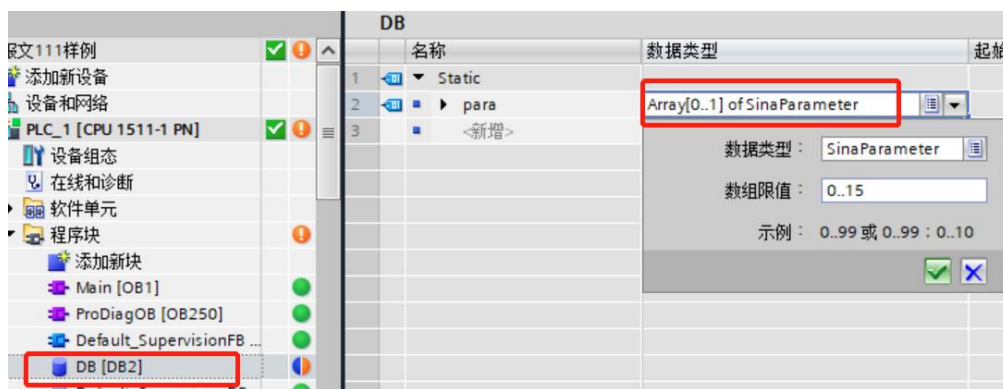 文111样例
添加新设备
设备和网络
PLC_1 [CPU 1511-1 PN]
设备组态
在线和诊断
软件单元
程序块
添加新块
Main [OB1]
ProDiagOB [OB250]
Default_SupervisionFB ...
DB [DB2]
DB
名称
数据类型
起始
1
Static
2
para
Array[0..1] of SinaParameter
3
<新增>
数据类型：
SinaParameter
数组限值：
0..15
示例：
0..99 或 0..99；0..10